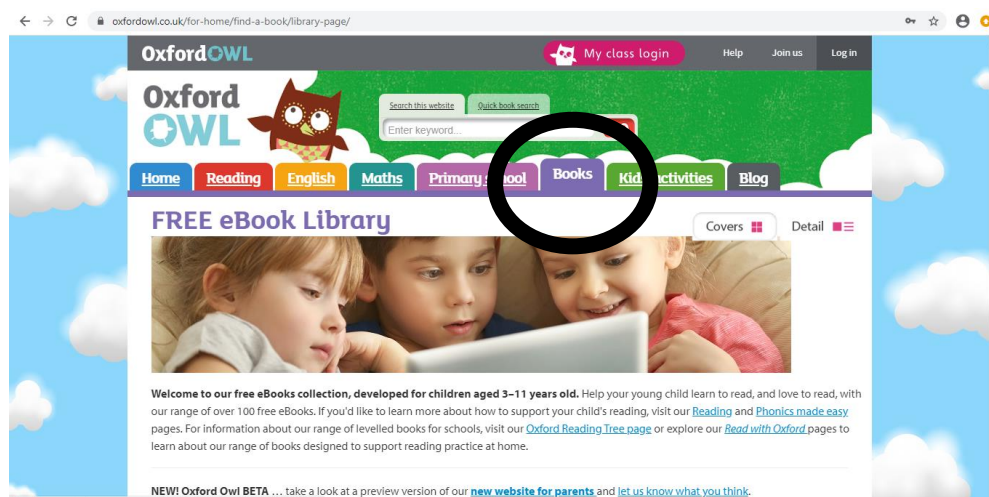 oxfordowl.co.uk/for-home/find-a-book/library-page/
OxfordOWL My class login Help Join us Log in
Oxford
OWL
Search this website Quick book search
Enter keyword...
Home Reading English Maths Primary school Books Kids activities Blog
FREE eBook Library
Covers Detail
Welcome to our free eBooks collection, developed for children aged 3–11 years old. Help your young child learn to read, and love to read, with
our range of over 100 free eBooks. If you'd like to learn more about how to support your child's reading, visit our Reading and Phonics made easy
pages. For information about our range of levelled books for schools, visit our Oxford Reading Tree page or explore our Read with Oxford pages to
learn about our range of books designed to support reading practice at home.
NEW! Oxford Owl BETA … take a look at a preview version of our new website for parents and let us know what you think.